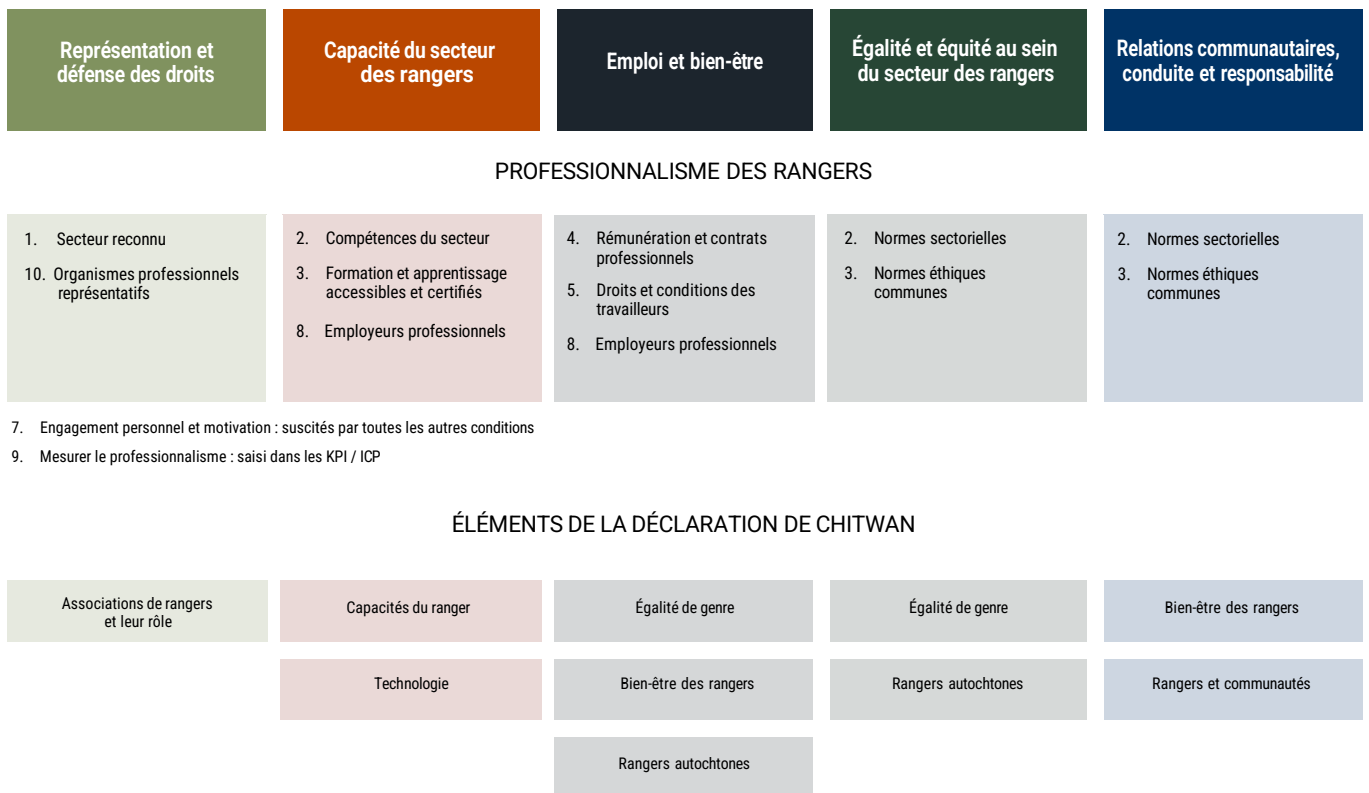 Représentation et
défense des droits
Capacité du secteur
des rangers
Emploi et bien-être
Égalité et équité au sein
du secteur des rangers
Relations communautaires,
conduite et responsabilité
PROFESSIONNALISME DES RANGERS
1. Secteur reconnu
10. Organismes professionnels
représentatifs
2. Compétences du secteur
3. Formation et apprentissage
accessibles et certifiés
8. Employeurs professionnels
4. Rémunération et contrats
professionnels
5. Droits et conditions des
travailleurs
8. Employeurs professionnels
2. Normes sectorielles
3. Normes éthiques
communes
2. Normes sectorielles
3. Normes éthiques
communes
7. Engagement personnel et motivation : suscités par toutes les autres conditions
9. Mesurer le professionnalisme : saisi dans les KPI / ICP
ÉLÉMENTS DE LA DÉCLARATION DE CHITWAN
Associations de rangers
et leur rôle
Capacités du ranger
Égalité de genre
Égalité de genre
Bien-être des rangers
Technologie
Bien-être des rangers
Rangers autochtones
Rangers et communautés
Rangers autochtones